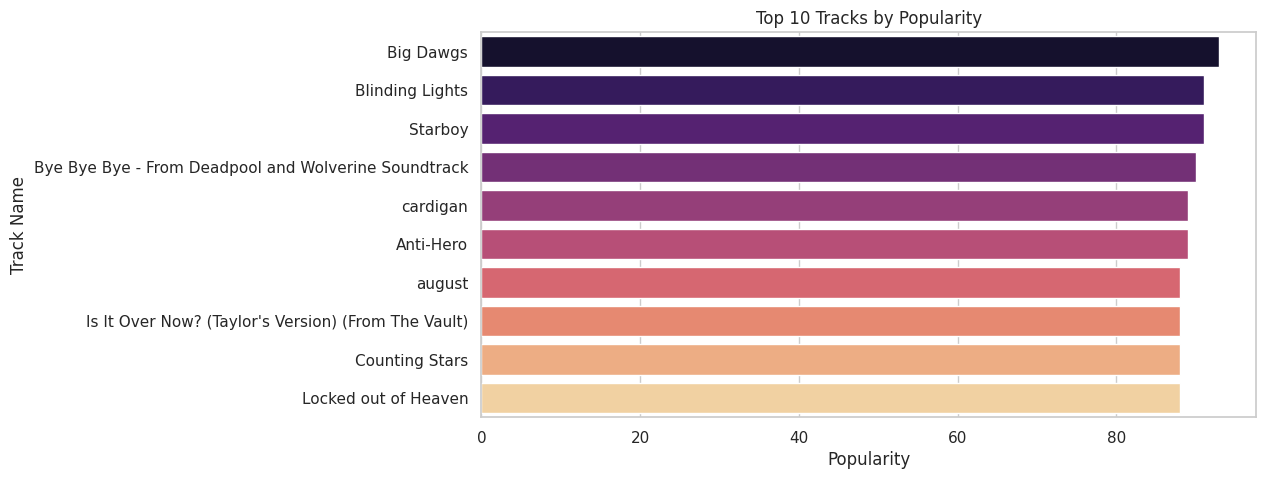 Top 10 Tracks by Popularity
Track Name
Big Dawgs
Blinding Lights
Starboy
Bye Bye Bye - From Deadpool and Wolverine Soundtrack
cardigan
Anti-Hero
august
Is It Over Now? (Taylor's Version) (From The Vault)
Counting Stars
Locked out of Heaven
0 20 40 60 80
Popularity